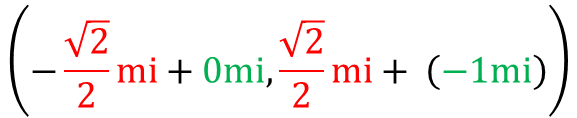 (−√2/2 mi + 0mi, √2/2 mi + (−1mi))